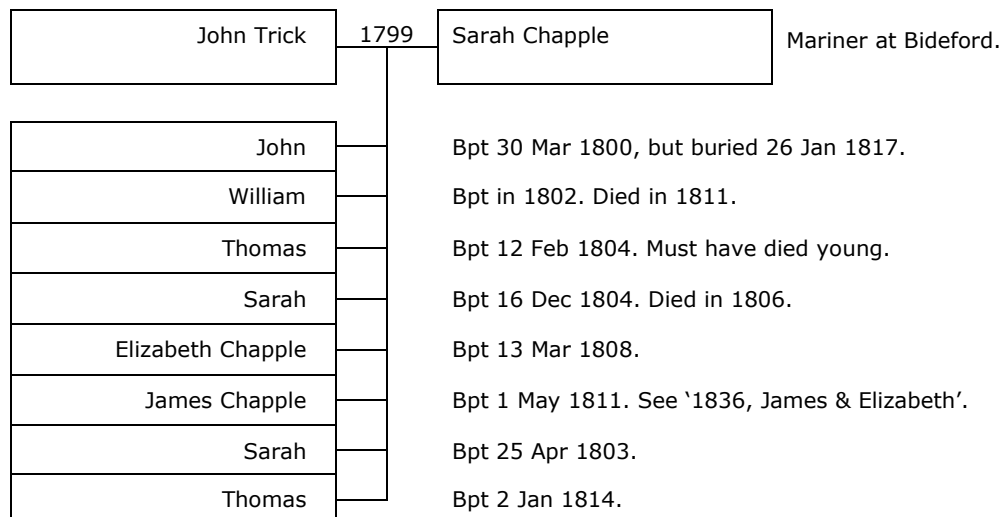 John Trick 1799 Sarah Chapple Mariner at Bideford.
John Bpt 30 Mar 1800, but buried 26 Jan 1817.
William Bpt in 1802. Died in 1811.
Thomas Bpt 12 Feb 1804. Must have died young.
Sarah Bpt 16 Dec 1804. Died in 1806.
Elizabeth Chapple Bpt 13 Mar 1808.
James Chapple Bpt 1 May 1811. See ‘1836, James & Elizabeth’.
Sarah Bpt 25 Apr 1803.
Thomas Bpt 2 Jan 1814.